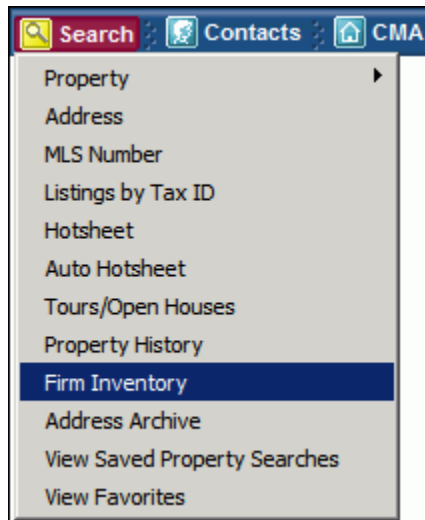 Search Contacts CMA
Property
Address
MLS Number
Listings by Tax ID
Hotsheet
Auto Hotsheet
Tours/Open Houses
Property History
Firm Inventory
Address Archive
View Saved Property Searches
View Favorites